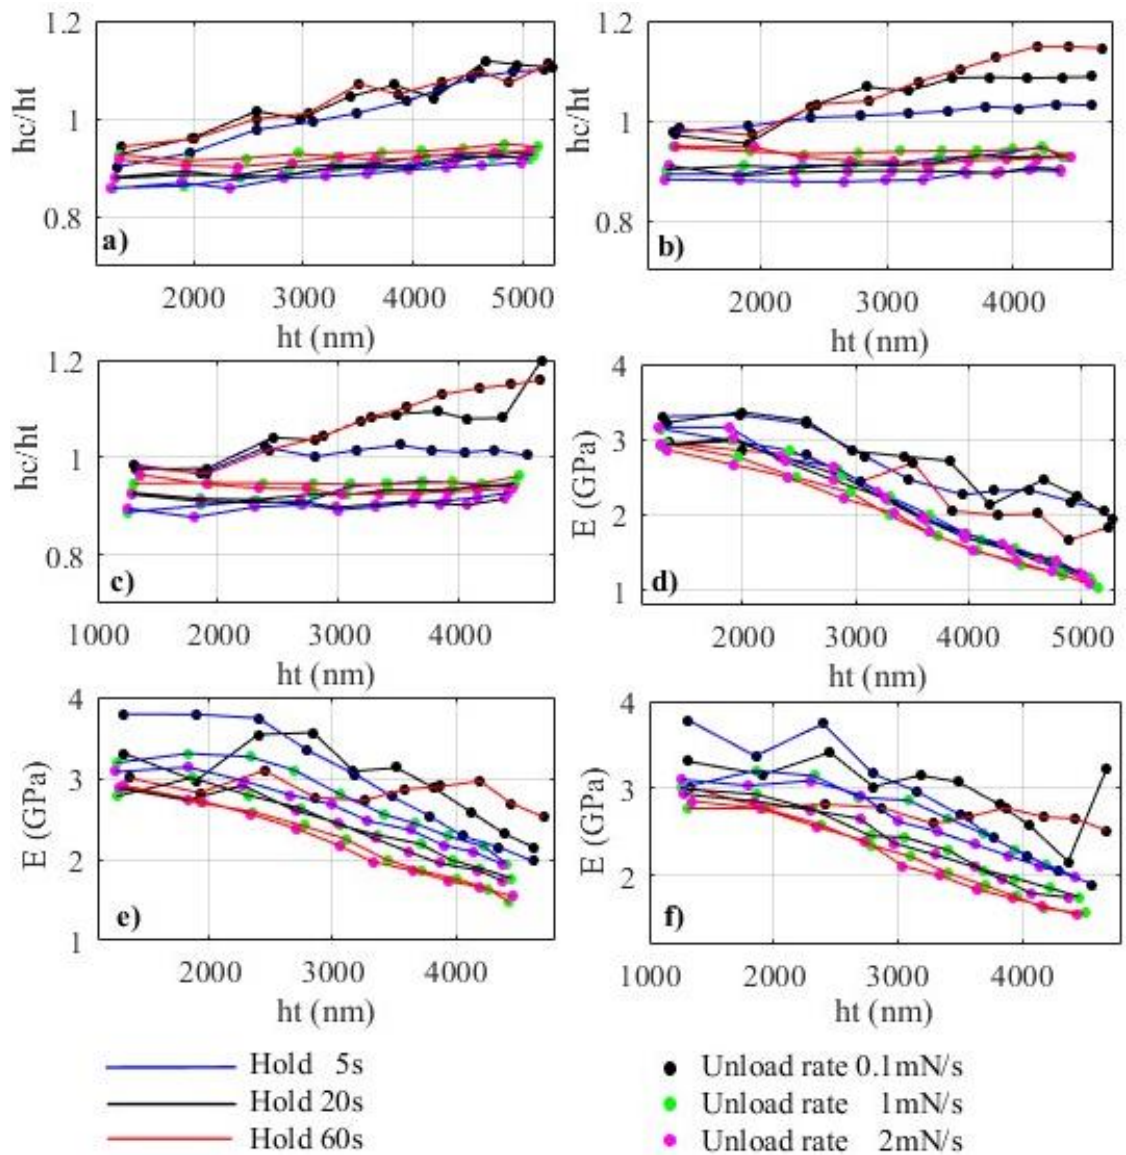 1.2
1
0.8
hc/ht
a)
2000 3000 4000 5000
ht (nm)
1.2
1
0.8
hc/ht
b)
2000 3000 4000
ht (nm)
1.2
1
0.8
hc/ht
c)
1000 2000 3000 4000
ht (nm)
4
3
2
1
E (GPa)
d)
2000 3000 4000 5000
ht (nm)
4
3
2
1
E (GPa)
e)
2000 3000 4000
ht (nm)
4
3
2
E (GPa)
f)
1000 2000 3000 4000
ht (nm)
Hold 5s
Hold 20s
Hold 60s
Unload rate 0.1mN/s
Unload rate 1mN/s
Unload rate 2mN/s